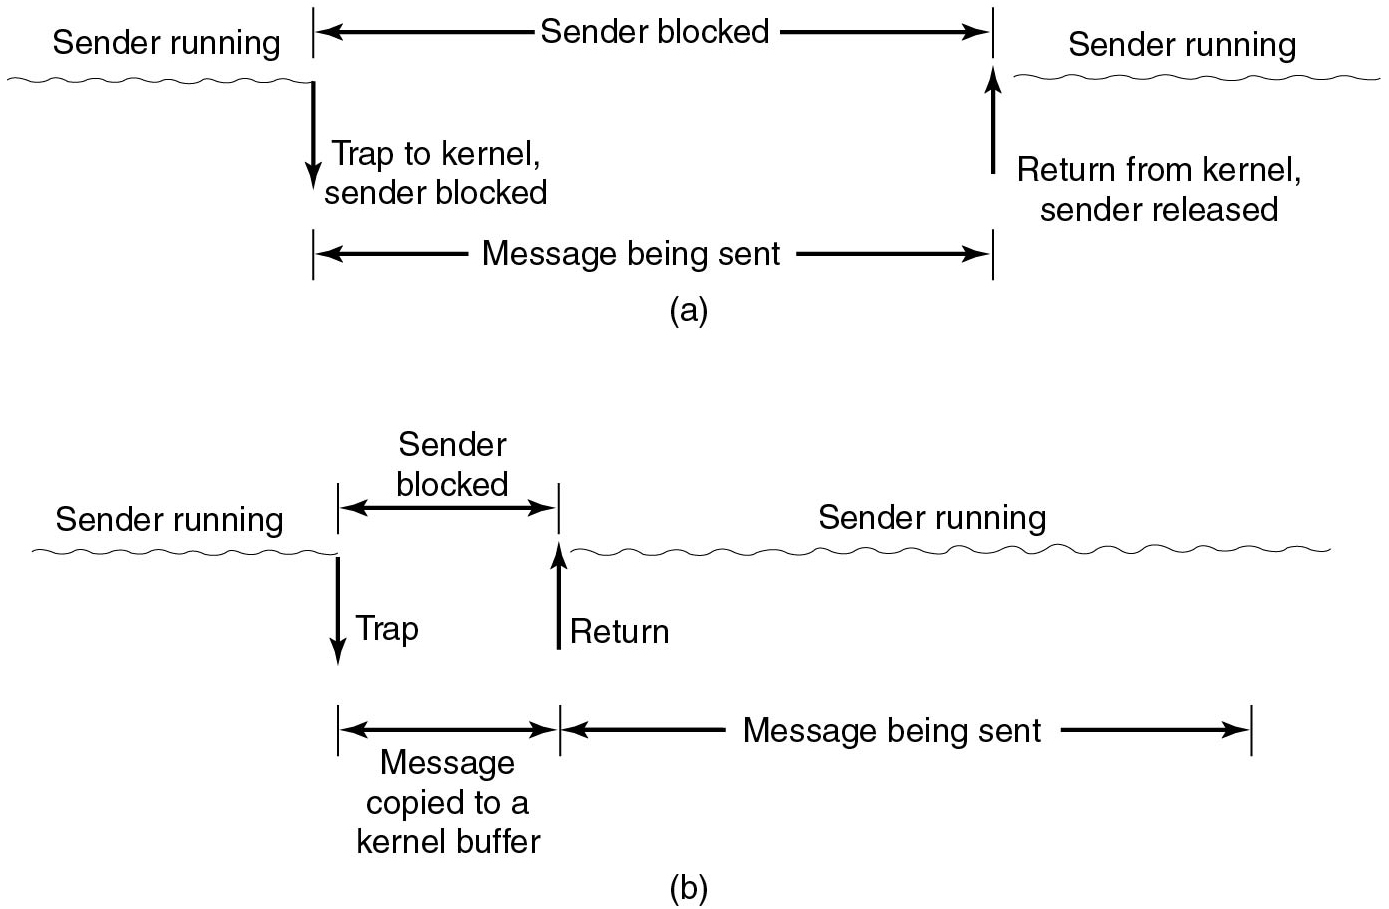 Sender running
Sender blocked
Sender running
Trap to kernel,
sender blocked
Return from kernel,
sender released
Message being sent
(a)
Sender
blocked
Sender running
Sender running
Trap
Return
Message being sent
Message
copied to a
kernel buffer
(b)